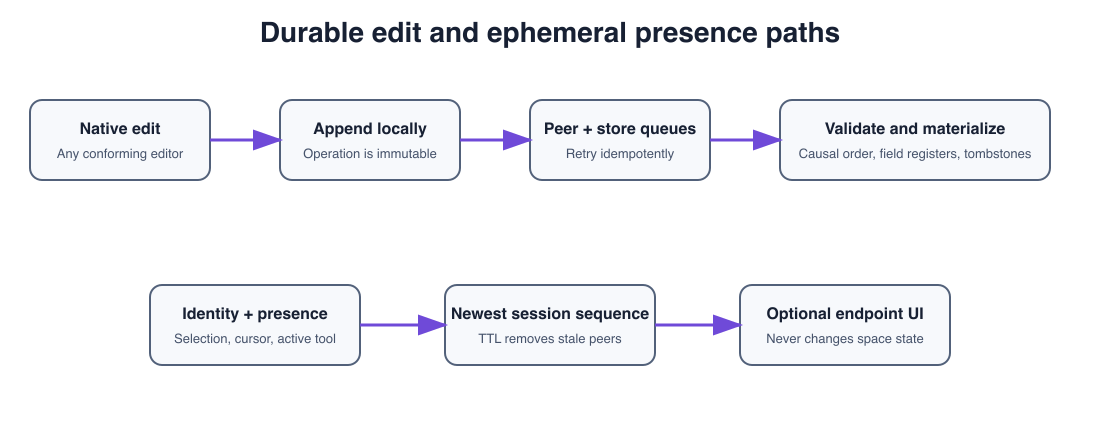 Durable edit and ephemeral presence paths
Native edit
Any conforming editor
Append locally
Operation is immutable
Peer + store queues
Retry idempotently
Validate and materialize
Causal order, field registers, tombstones
Identity + presence
Selection, cursor, active tool
Newest session sequence
TTL removes stale peers
Optional endpoint UI
Never changes space state